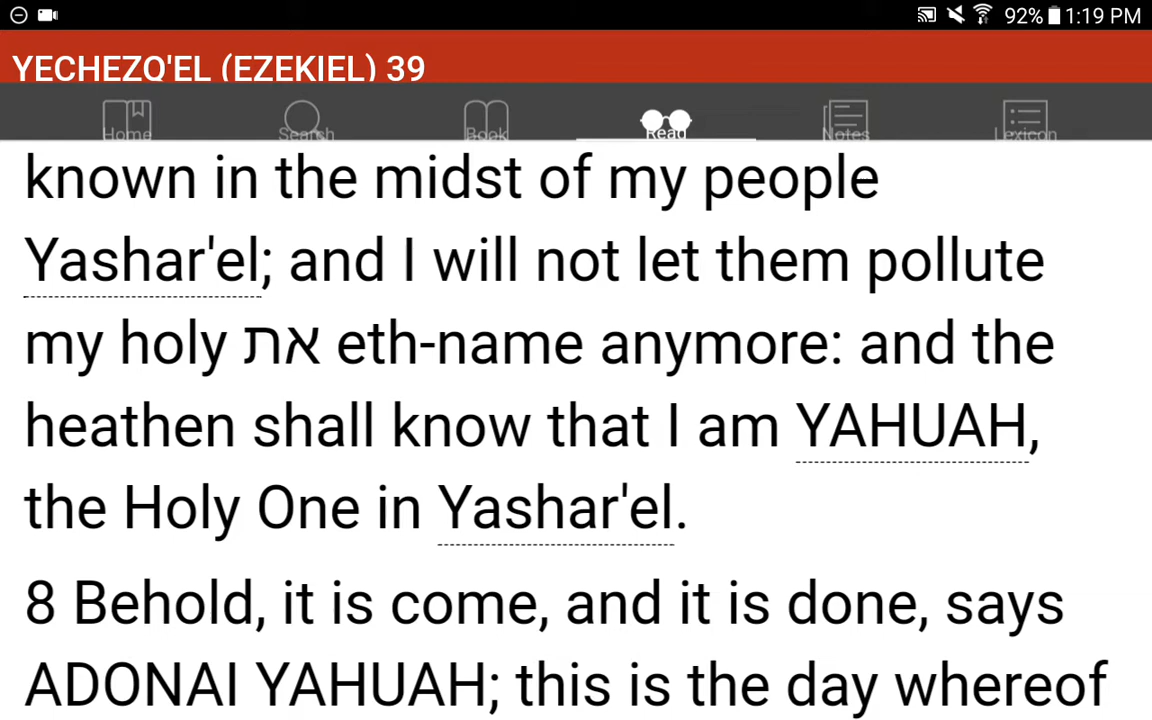 92% 1:19 PM
YECHEZQ'EL (EZEKIEL) 39
Home Search Book Read Notes Lexicon
known in the midst of my people
Yashar'el; and I will not let them pollute
my holy את eth-name anymore: and the
heathen shall know that I am YAHUAH,
the Holy One in Yashar'el.
8 Behold, it is come, and it is done, says
ADONAI YAHUAH; this is the day whereof